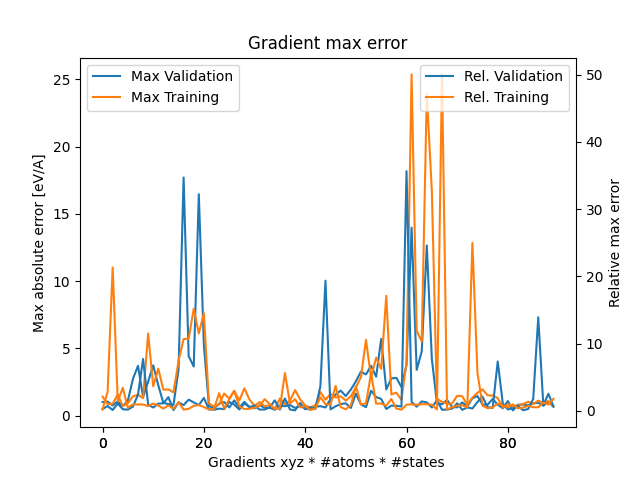 Gradient max error
Max Validation
Max Training
Rel. Validation
Rel. Training
Max absolute error [eV/A]
25
20
15
10
5
0
50
40
30
20
10
0
Relative max error
0 20 40 60 80
Gradients xyz * #atoms * #states